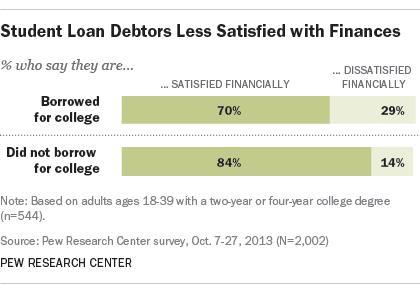 Student Loan Debtors Less Satisfied with Finances
% who say they are...
... SATISFIED FINANCIALLY
... DISSATISFIED FINANCIALLY
Borrowed for college
70%
29%
Did not borrow for college
84%
14%
Note: Based on adults ages 18-39 with a two-year or four-year college degree
(n=544).
Source: Pew Research Center survey, Oct. 7-27, 2013 (N=2,002)
PEW RESEARCH CENTER